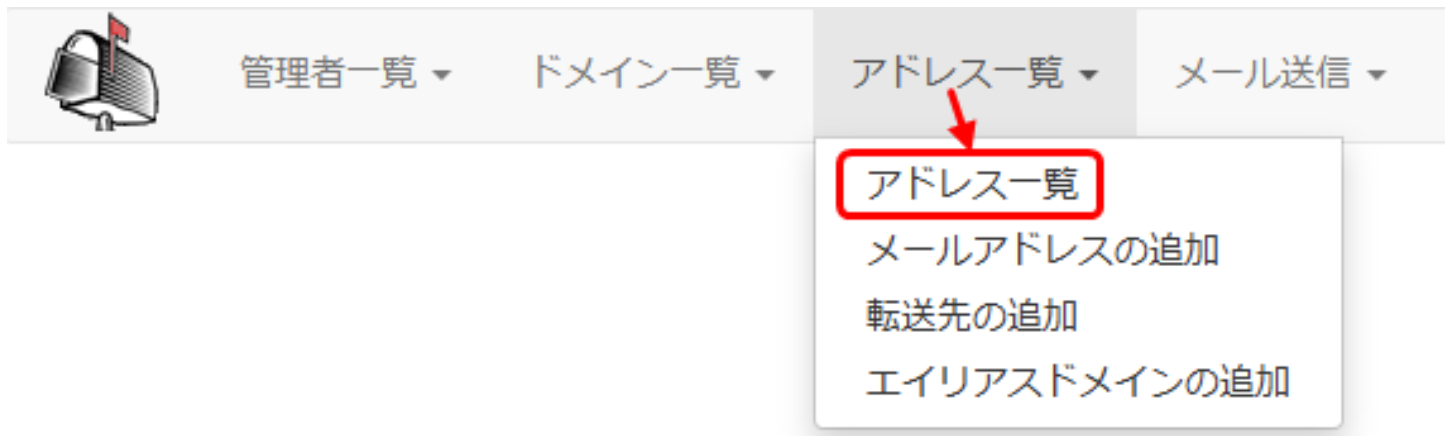 管理者一覧 ドメイン一覧 アドレス一覧 メール送信
アドレス一覧
メールアドレスの追加
転送先の追加
エイリアスドメインの追加